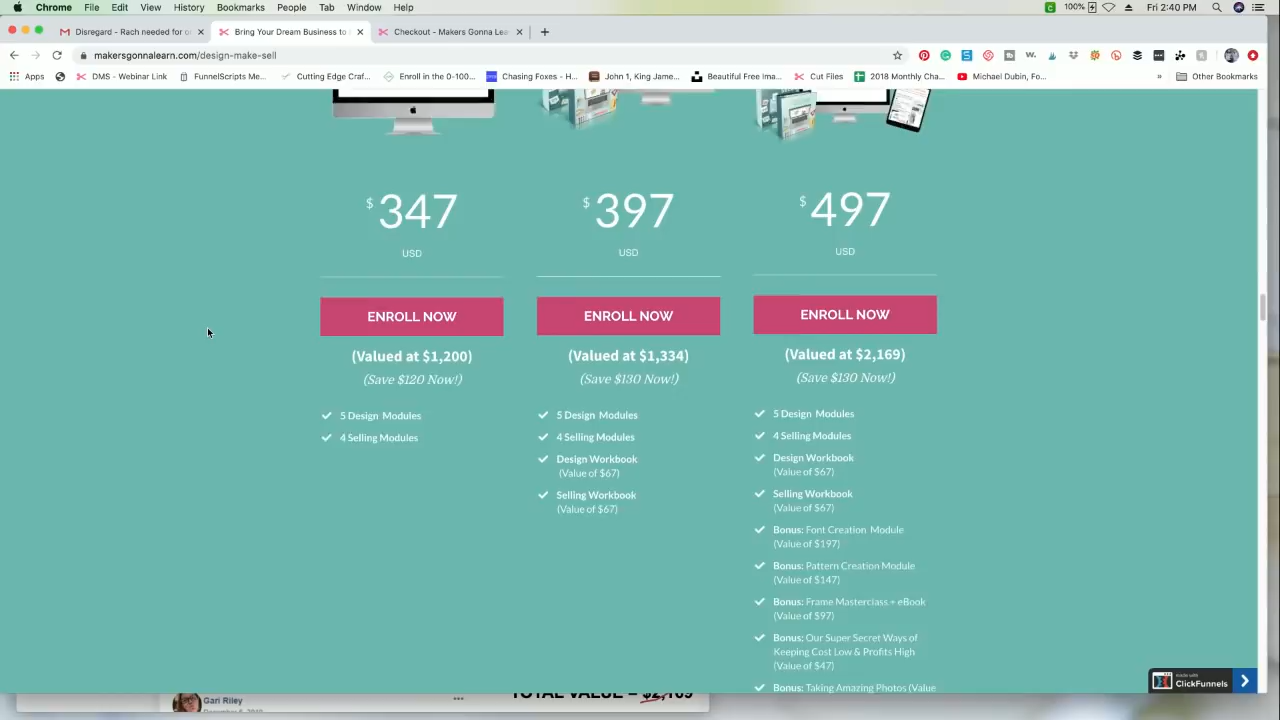 Chrome File Edit View History Bookmarks People Tab Window Help 100% Fri 2:40 PM
Disregard - Rach needed for o Bring Your Dream Business to Checkout - Makers Gonna Lea
makersgonnalearn.com/design-make-sell
Apps DMS - Webinar Link FunnelScripts Me... Cutting Edge Craf... Enroll in the 0-100... Chasing Foxes - H... John 1, King Jame... Beautiful Free Ima... Cut Files 2018 Monthly Cha... Michael Dubin, Fo... » Other Bookmarks
$ 347
USD
ENROLL NOW
(Valued at $1,200)
(Save $120 Now!)
5 Design Modules
4 Selling Modules
$ 397
USD
ENROLL NOW
(Valued at $1,334)
(Save $130 Now!)
5 Design Modules
4 Selling Modules
Design Workbook
(Value of $67)
Selling Workbook
(Value of $67)
$ 497
USD
ENROLL NOW
(Valued at $2,169)
(Save $130 Now!)
5 Design Modules
4 Selling Modules
Design Workbook
(Value of $67)
Selling Workbook
(Value of $67)
Bonus: Font Creation Module
(Value of $197)
Bonus: Pattern Creation Module
(Value of $147)
Bonus: Frame Masterclass + eBook
(Value of $97)
Bonus: Our Super Secret Ways of
Keeping Cost Low & Profits High
(Value of $47)
Bonus: Taking Amazing Photos (Value
made with
ClickFunnels
Gari Riley
TOTAL VALUE = $2,169